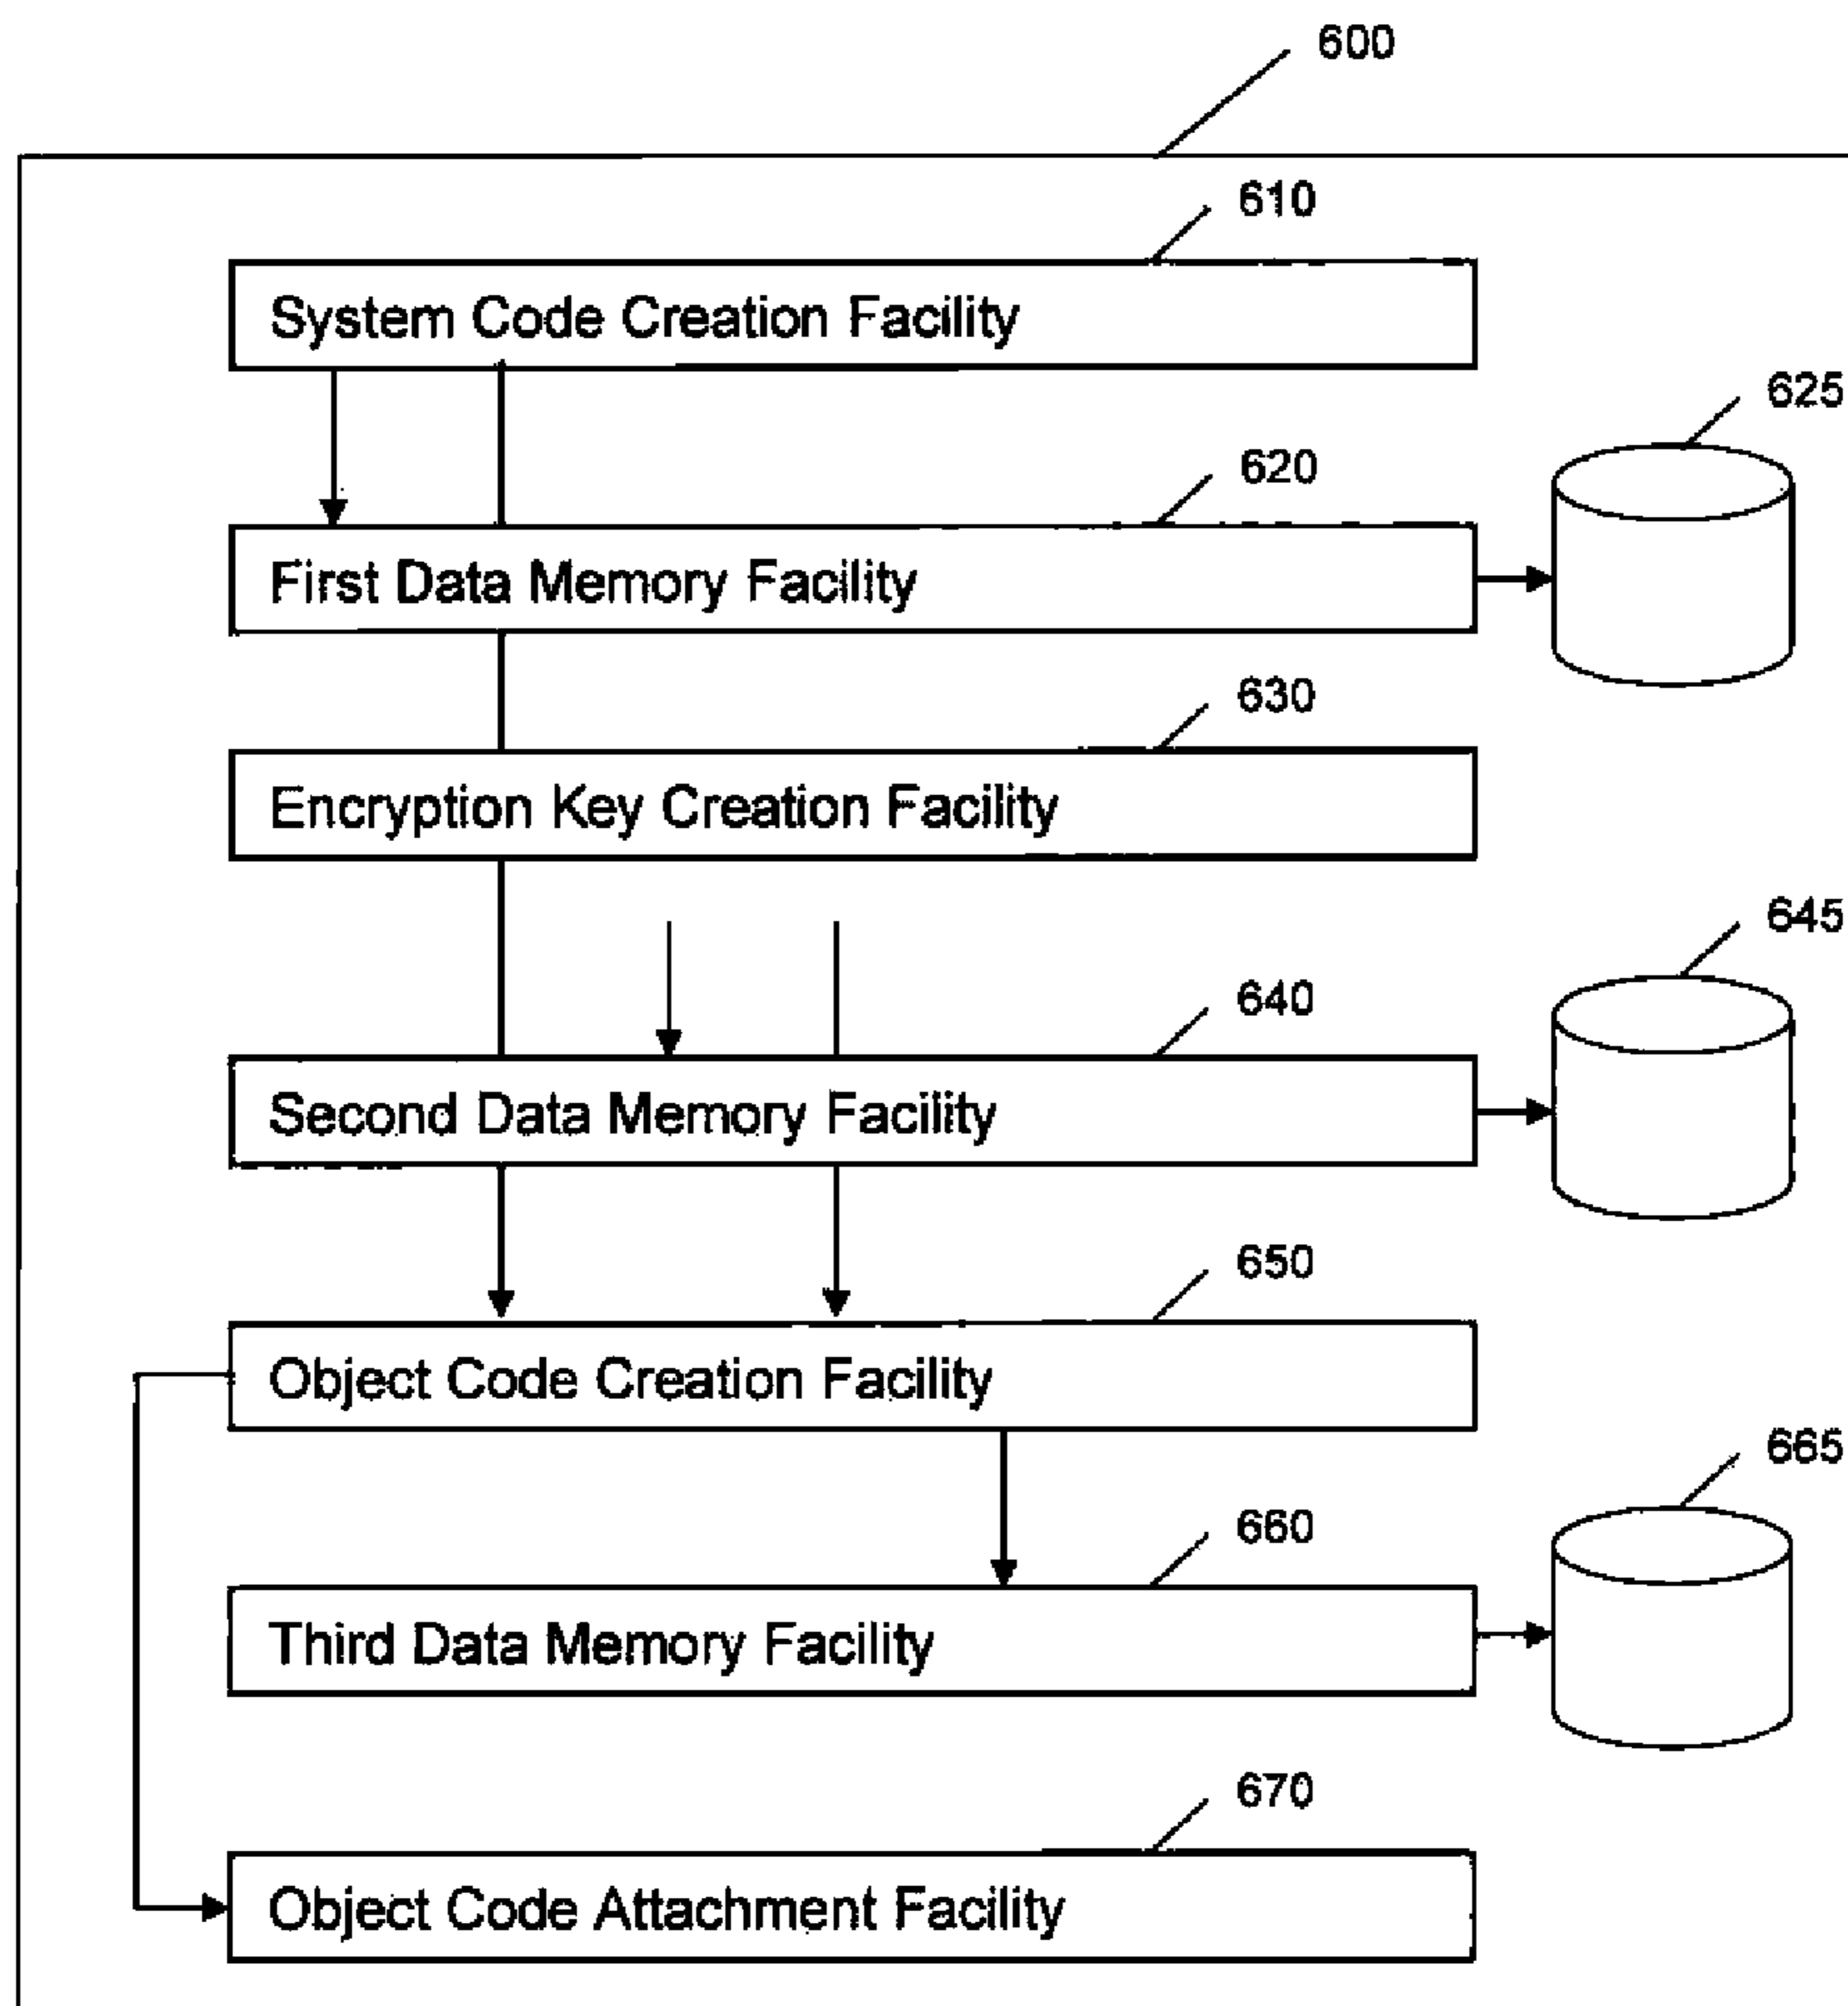 600
610
System Code Creation Facility
625
620
First Data Memory Facility
630
Encryption Key Creation Facility
645
640
Second Data Memory Facility
650
Object Code Creation Facility
665
660
Third Data Memory Facility
670
Object Code Attachment Facility